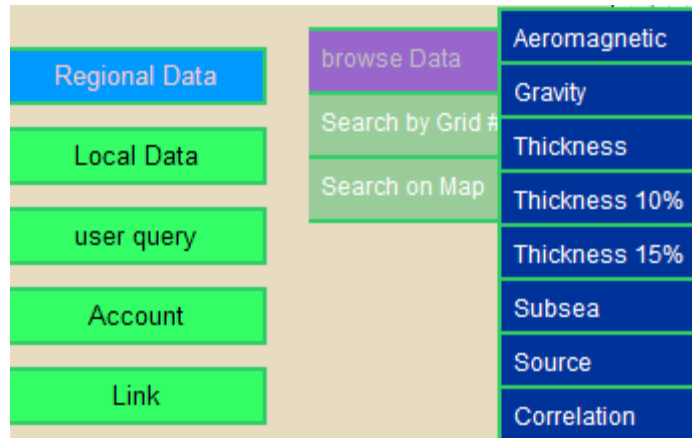 Regional Data
Local Data
user query
Account
Link
browse Data
Search by Grid #
Search on Map
Aeromagnetic
Gravity
Thickness
Thickness 10%
Thickness 15%
Subsea
Source
Correlation